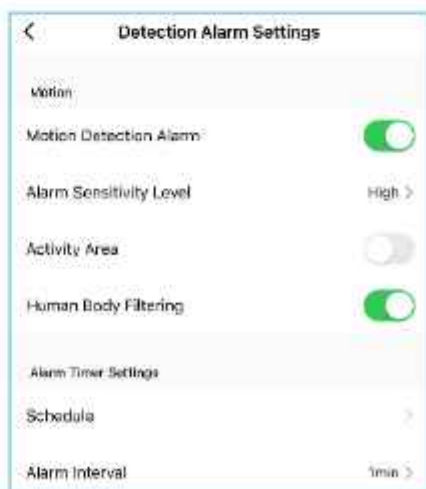 Detection Alarm Settings
Motion
Motion Detection Alarm
Alarm Sensitivity Level High
Activity Area
Human Body Filtering
Alarm Timer Settings
Schedule
Alarm Interval 1min